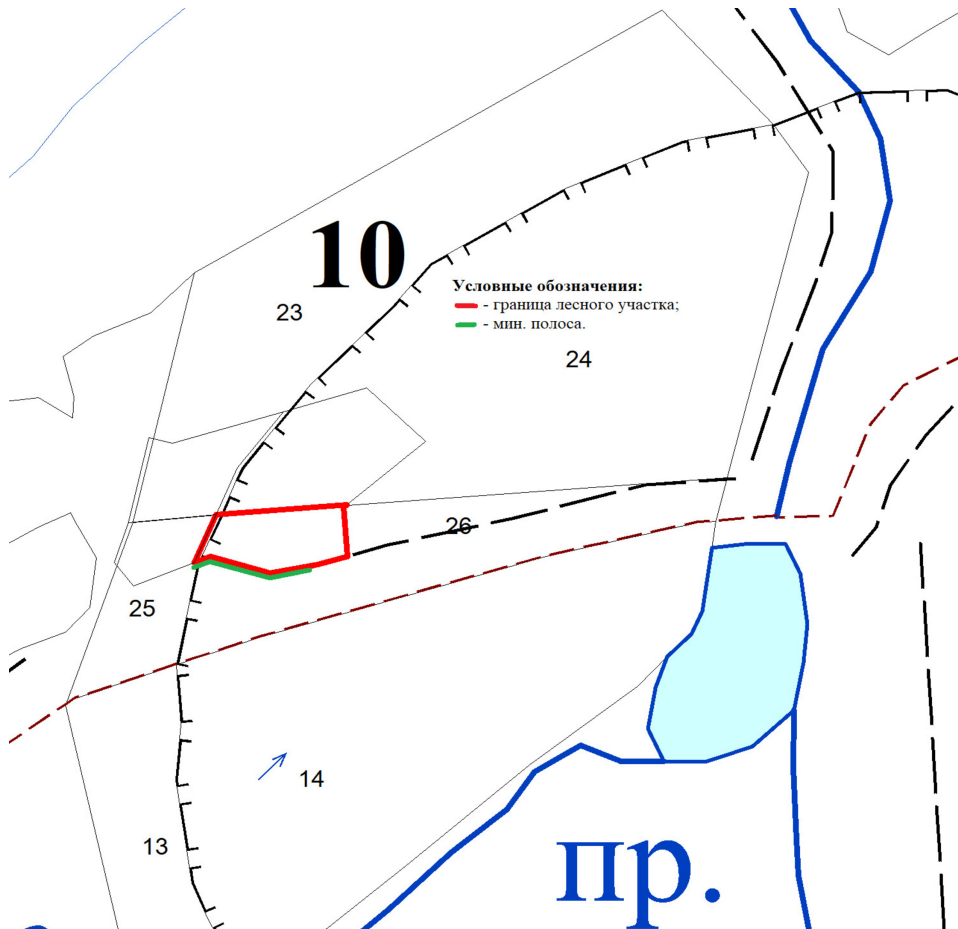 10
23
Условные обозначения:
- граница лесного участка;
- мин. полоса.
24
26
25
14
13
пр.